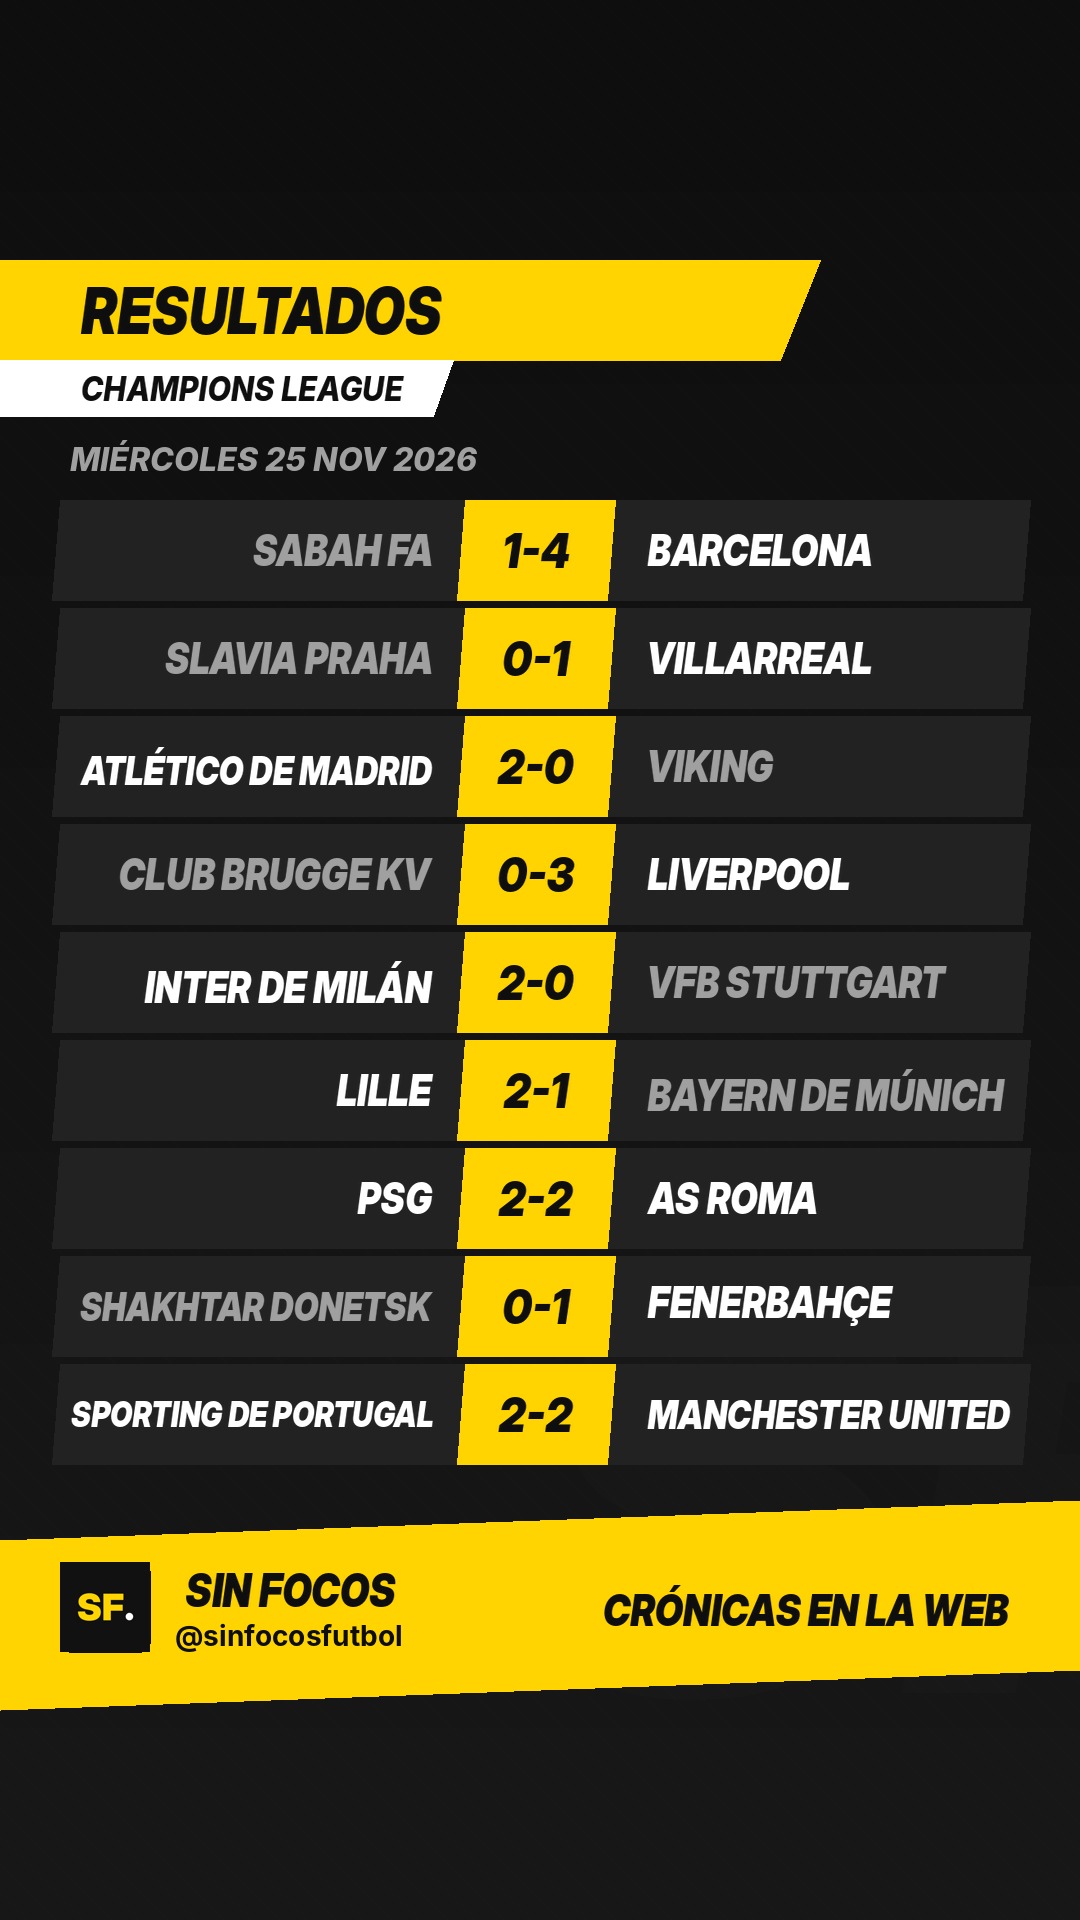 RESULTADOS
CHAMPIONS LEAGUE
MIÉRCOLES 25 NOV 2026
SABAH FA 1-4 BARCELONA
SLAVIA PRAHA 0-1 VILLARREAL
ATLÉTICO DE MADRID 2-0 VIKING
CLUB BRUGGE KV 0-3 LIVERPOOL
INTER DE MILÁN 2-0 VFB STUTTGART
LILLE 2-1 BAYERN DE MÚNICH
PSG 2-2 AS ROMA
SHAKHTAR DONETSK 0-1 FENERBAHÇE
SPORTING DE PORTUGAL 2-2 MANCHESTER UNITED
SF.
SIN FOCOS
@sinfocosfutbol
CRÓNICAS EN LA WEB